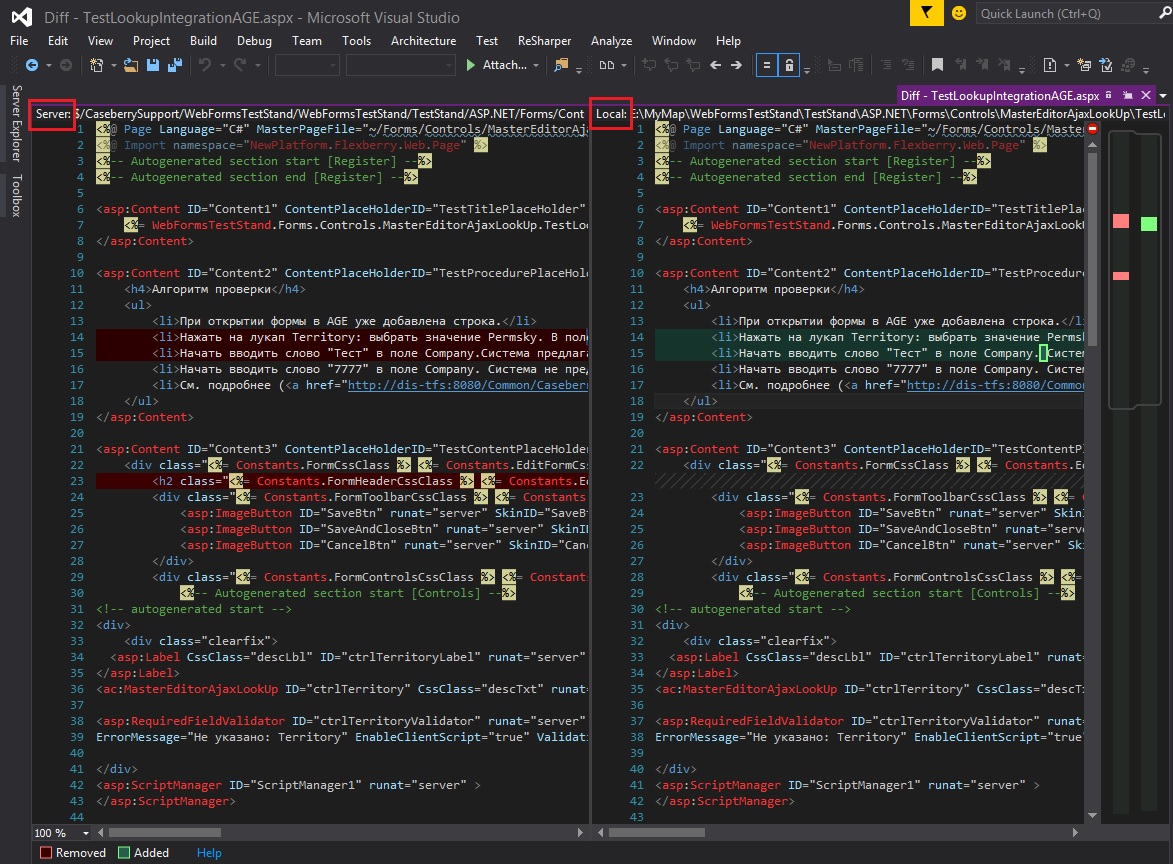 Diff - TestLookupIntegrationAGE.aspx - Microsoft Visual Studio
Quick Launch (Ctrl+Q)
File Edit View Project Build Debug Team Tools Architecture Test ReSharper Analyze Window Help
Attach...
Server Explorer
Toolbox
Diff - TestLookupIntegrationAGE.aspx
Server: $/CaseberrySupport/WebFormsTestStand/WebFormsTestStand/TestStand/ASP.NET/Forms/Cont
1 <%@ Page Language="C#" MasterPageFile="~/Forms/Controls/MasterEditorAj
2 <%@ Import namespace="NewPlatform.Flexberry.Web.Page" %>
3 <%-- Autogenerated section start [Register] --%>
4 <%-- Autogenerated section end [Register] --%>
5
6 <asp:Content ID="Content1" ContentPlaceHolderID="TestTitlePlaceHolder"
7 <%= WebFormsTestStand.Forms.Controls.MasterEditorAjaxLookUp.TestLoo
8 </asp:Content>
9
10 <asp:Content ID="Content2" ContentPlaceHolderID="TestProcedurePlaceHol
11 <h4>Алгоритм проверки</h4>
12 <ul>
13 <li>При открытии формы в AGE уже добавлена строка.</li>
14 <li>Нажать на лукап Territory: выбрать значение Permsky. В пол
15 <li>Начать вводить слово "Тест" в поле Company.Система предлаг
16 <li>Начать вводить слово "7777" в поле Company. Система не пре
17 <li>См. подробнее (<a href="http://dis-tfs:8080/Common/Caseber
18 </ul>
19 </asp:Content>
20
21 <asp:Content ID="Content3" ContentPlaceHolderID="TestContentPlaceHolde
22 <div class="<%= Constants.FormCssClass %> <%= Constants.EditFormCs
23 <h2 class="<%= Constants.FormHeaderCssClass %> <%= Constants.Ed
24 <div class="<%= Constants.FormToolbarCssClass %> <%= Constants
25 <asp:ImageButton ID="SaveBtn" runat="server" SkinID="SaveBt
26 <asp:ImageButton ID="SaveAndCloseBtn" runat="server" SkinI
27 <asp:ImageButton ID="CancelBtn" runat="server" SkinID="Canc
28 </div>
29 <div class="<%= Constants.FormControlsCssClass %> <%= Constant
30 <%-- Autogenerated section start [Controls] --%>
31 <!-- autogenerated start -->
32 <div>
33 <div class="clearfix">
34 <asp:Label CssClass="descLbl" ID="ctrlTerritoryLabel" runat="server"
35 </asp:Label>
36 <ac:MasterEditorAjaxLookUp ID="ctrlTerritory" CssClass="descTxt" runat
37
38 <asp:RequiredFieldValidator ID="ctrlTerritoryValidator" runat="server"
39 ErrorMessage="Не указано: Territory" EnableClientScript="true" Validat
40
41 </div>
42 <asp:ScriptManager ID="ScriptManager1" runat="server" >
43 </asp:ScriptManager>
44
Local: E:\MyMap\WebFormsTestStand\TestStand\ASP.NET\Forms\Controls\MasterEditorAjaxLookUp\TestLo
1 <%@ Page Language="C#" MasterPageFile="~/Forms/Controls/Maste
2 <%@ Import namespace="NewPlatform.Flexberry.Web.Page" %>
3 <%-- Autogenerated section start [Register] --%>
4 <%-- Autogenerated section end [Register] --%>
5
6 <asp:Content ID="Content1" ContentPlaceHolderID="TestTitlePla
7 <%= WebFormsTestStand.Forms.Controls.MasterEditorAjaxLookU
8 </asp:Content>
9
10 <asp:Content ID="Content2" ContentPlaceHolderID="TestProcedure
11 <h4>Алгоритм проверки</h4>
12 <ul>
13 <li>При открытии формы в AGE уже добавлена строка.</li
14 <li>Нажать на лукап Territory: выбрать значение Permsk
15 <li>Начать вводить слово "Тест" в поле Company. Систем
16 <li>Начать вводить слово "7777" в поле Company. Систем
17 <li>См. подробнее (<a href="http://dis-tfs:8080/Common
18 </ul>
19 </asp:Content>
20
21 <asp:Content ID="Content3" ContentPlaceHolderID="TestContentPl
22 <div class="<%= Constants.FormCssClass %> <%= Constants.Ed
23 <div class="<%= Constants.FormToolbarCssClass %> <%= C
24 <asp:ImageButton ID="SaveBtn" runat="server" Skin
25 <asp:ImageButton ID="SaveAndCloseBtn" runat="serve
26 <asp:ImageButton ID="CancelBtn" runat="server" Sk
27 </div>
28 <div class="<%= Constants.FormControlsCssClass %> <%=
29 <%-- Autogenerated section start [Controls] --%>
30 <!-- autogenerated start -->
31 <div>
32 <div class="clearfix">
33 <asp:Label CssClass="descLbl" ID="ctrlTerritoryLabel" runat
34 </asp:Label>
35 <ac:MasterEditorAjaxLookUp ID="ctrlTerritory" CssClass="descT
36
37 <asp:RequiredFieldValidator ID="ctrlTerritoryValidator" runat
38 ErrorMessage="Не указано: Territory" EnableClientScript="true"
39
40 </div>
41 <asp:ScriptManager ID="ScriptManager1" runat="server" >
42 </asp:ScriptManager>
43
100 %
Removed Added Help